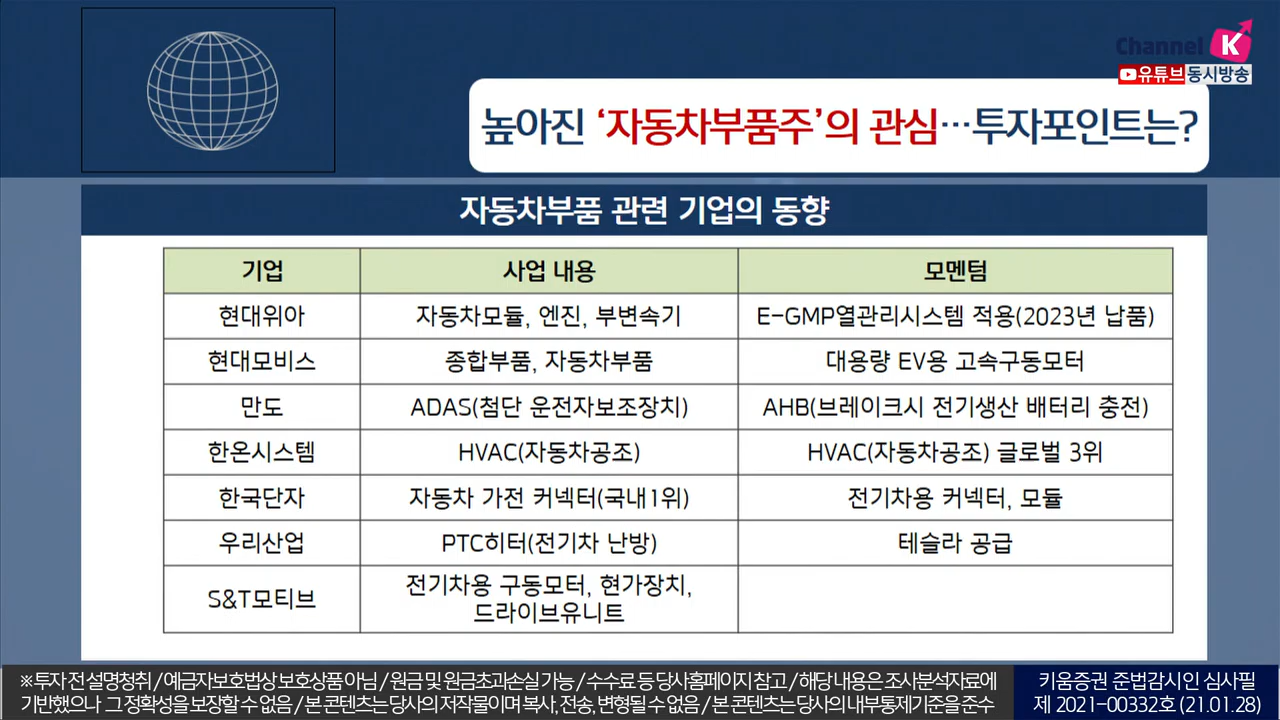 Channel K
유튜브동시방송
높아진 ‘자동차부품주’의 관심…투자포인트는?
자동차부품 관련 기업의 동향
기업 사업 내용 모멘텀
현대위아 자동차모듈, 엔진, 부변속기 E-GMP열관리시스템 적용(2023년 납품)
현대모비스 종합부품, 자동차부품 대용량 EV용 고속구동모터
만도 ADAS(첨단 운전자보조장치) AHB(브레이크시 전기생산 배터리 충전)
한온시스템 HVAC(자동차공조) HVAC(자동차공조) 글로벌 3위
한국단자 자동차 가전 커넥터(국내1위) 전기차용 커넥터, 모듈
우리산업 PTC히터(전기차 난방) 테슬라 공급
S&T모티브 전기차용 구동모터, 현가장치,
드라이브유니트
※ 투자 전 설명청취 / 예금자보호법상 보호상품 아님 / 원금 및 원금초과손실 가능 / 수수료 등 당사홈페이지 참고 / 해당 내용은 조사분석자료에
기반했으나 그 정확성을 보장할 수 없음 / 본 콘텐츠는 당사의 저작물이며 복사, 전송, 변형될 수 없음 / 본 콘텐츠는 당사의 내부통제기준을 준수
키움증권 준법감시인 심사필
제 2021-00332호 (21.01.28)